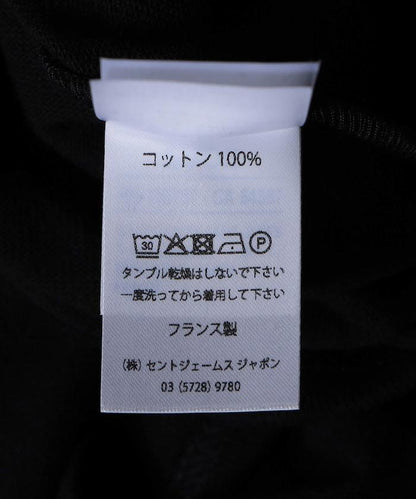 コットン 100%
30 P
タンブル乾燥はしないで下さい
一度洗ってから着用して下さい
フランス製
(株) セントジェームス ジャポン
03 (5728) 9780